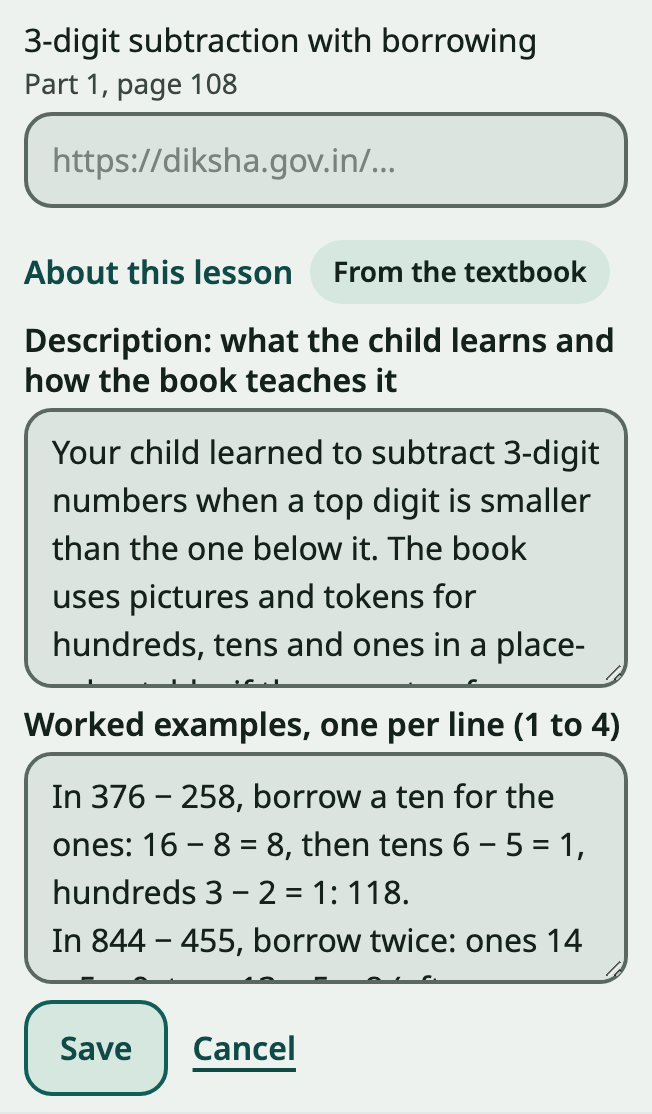 3-digit subtraction with borrowing
Part 1, page 108
https://diksha.gov.in/...
About this lesson
From the textbook
Description: what the child learns and
how the book teaches it
Your child learned to subtract 3-digit
numbers when a top digit is smaller
than the one below it. The book
uses pictures and tokens for
hundreds, tens and ones in a place-
Worked examples, one per line (1 to 4)
In 376 − 258, borrow a ten for the
ones: 16 − 8 = 8, then tens 6 − 5 = 1,
hundreds 3 − 2 = 1: 118.
In 844 − 455, borrow twice: ones 14
Save
Cancel